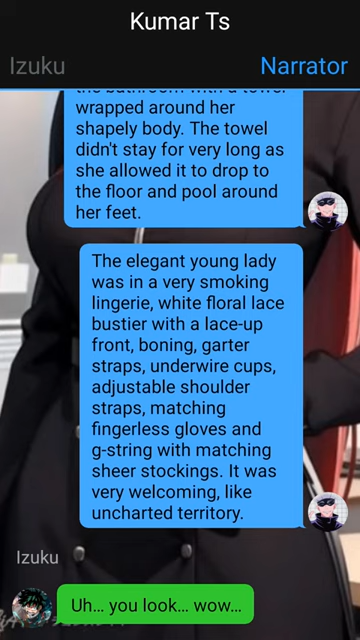 Kumar Ts
Izuku
Narrator
the bathroom with a towel
wrapped around her
shapely body. The towel
didn't stay for very long as
she allowed it to drop to
the floor and pool around
her feet.
The elegant young lady
was in a very smoking
lingerie, white floral lace
bustier with a lace-up
front, boning, garter
straps, underwire cups,
adjustable shoulder
straps, matching
fingerless gloves and
g-string with matching
sheer stockings. It was
very welcoming, like
uncharted territory.
Izuku
Uh... you look... wow...